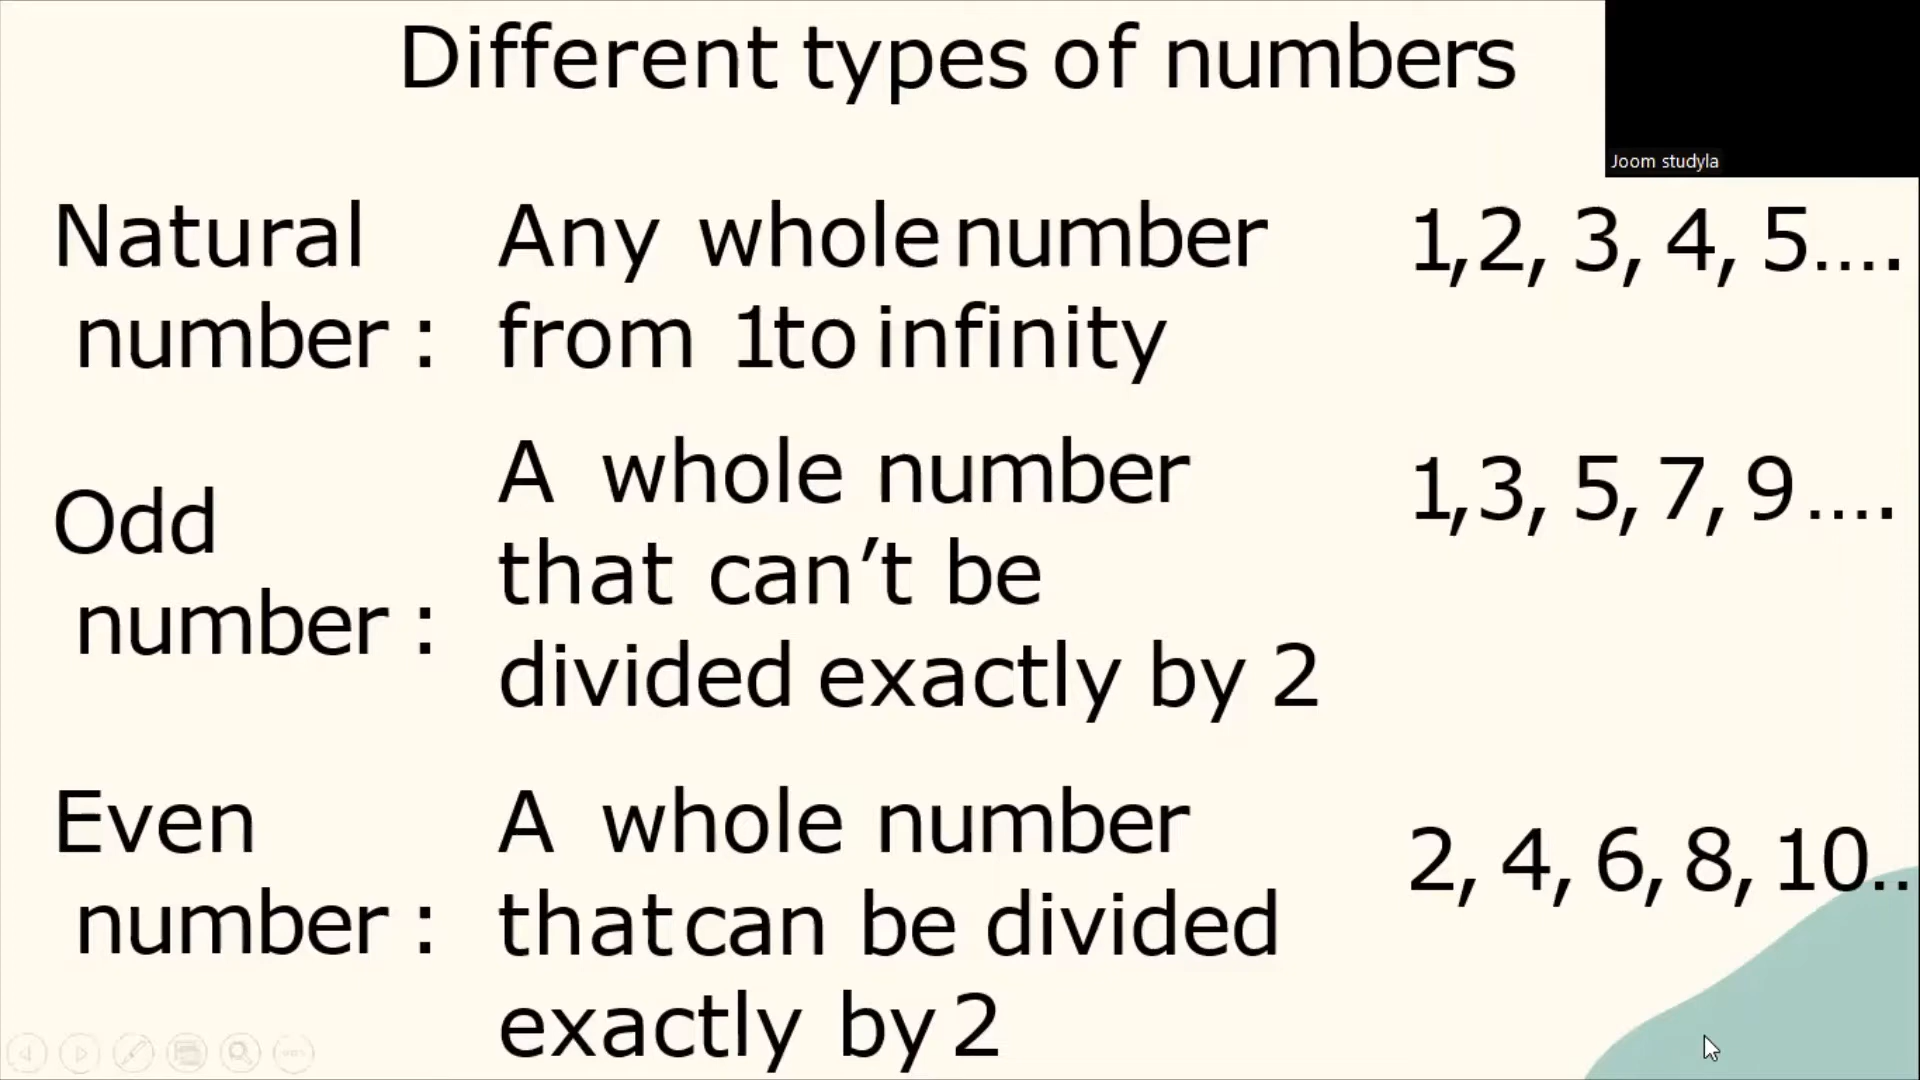 Different types of numbers
Joom studyla
Natural
number :
Any whole number
from 1to infinity
1,2, 3, 4, 5....
Odd
number :
A whole number
that can’t be
divided exactly by 2
1,3, 5,7, 9....
Even
number :
A whole number
that can be divided
exactly by 2
2, 4, 6, 8, 10..